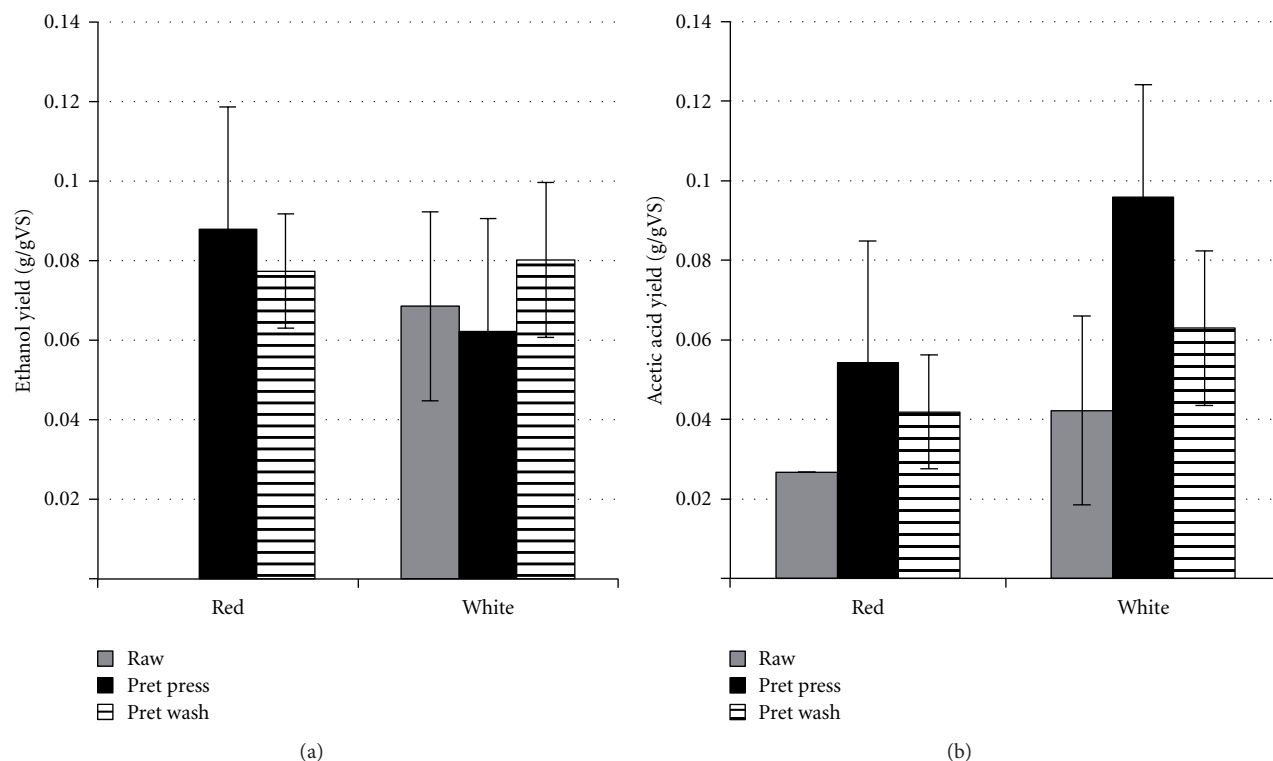 0.14
0.12
0.1
0.08
0.06
0.04
0.02
Ethanol yield (g/gVS)
Red
White
Raw
Pret press
Pret wash
(a)
0.14
0.12
0.1
0.08
0.06
0.04
0.02
Acetic acid yield (g/gVS)
Red
White
Raw
Pret press
Pret wash
(b)